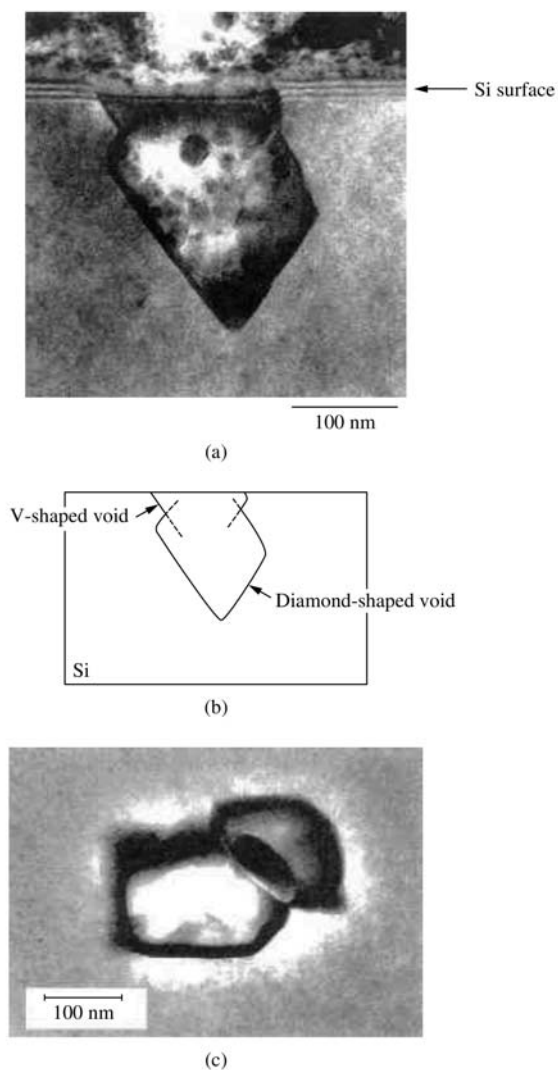 Si surface
100 nm
(a)
V-shaped void
Diamond-shaped void
Si
(b)
100 nm
(c)